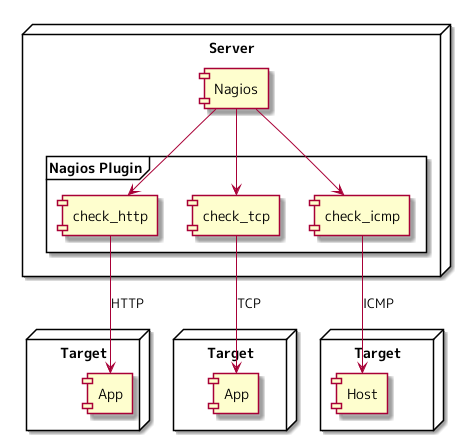 Server
Nagios
Nagios Plugin
check_http
check_tcp
check_icmp
HTTP
TCP
ICMP
Target
Target
Target
App
App
Host